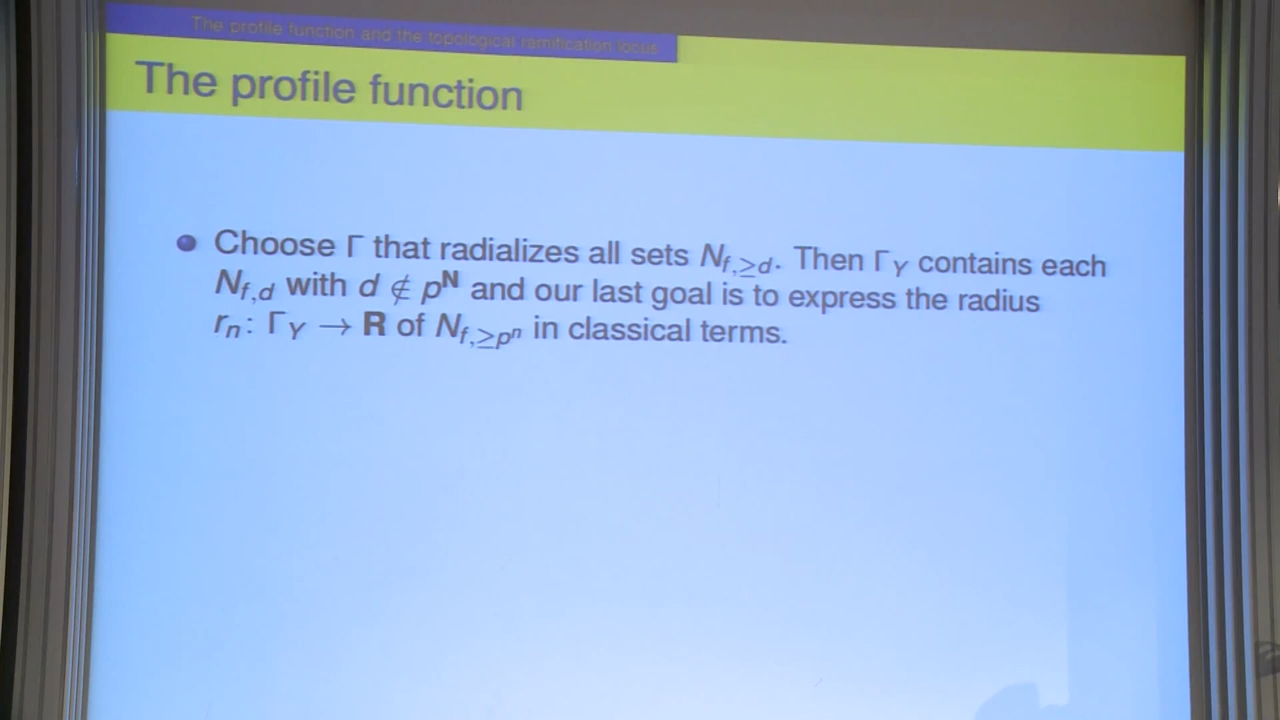 The profile function and the topological ramification locus
The profile function
Choose Γ that radializes all sets N_{f,≥d}. Then Γ_Y contains each
N_{f,d} with d ∉ p^N and our last goal is to express the radius
r_n : Γ_Y → R of N_{f,≥p^n} in classical terms.